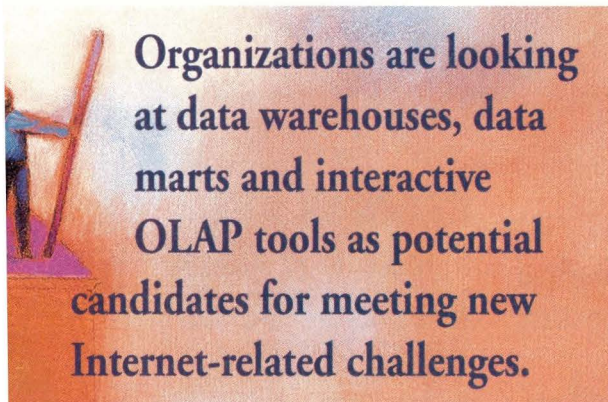 Organizations are looking
at data warehouses, data
marts and interactive
OLAP tools as potential
candidates for meeting new
Internet-related challenges.